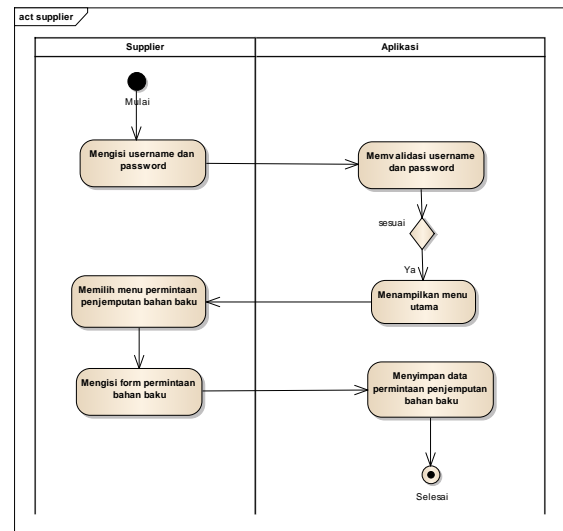 act supplier
Supplier
Aplikasi
Mulai
Mengisi username dan
password
Memvalidasi username
dan password
sesuai
Ya
Memilih menu permintaan
penjemputan bahan baku
Menampilkan menu
utama
Mengisi form permintaan
bahan baku
Menyimpan data
permintaan penjemputan
bahan baku
Selesai